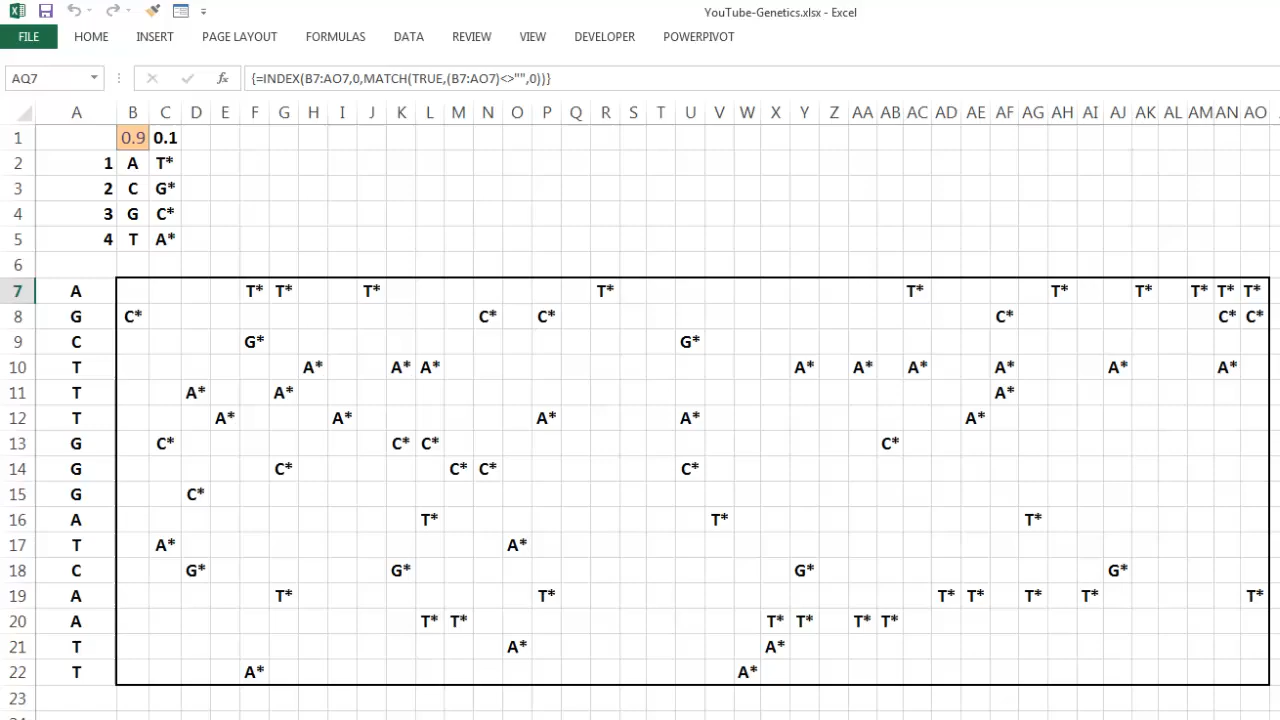 YouTube-Genetics.xlsx - Excel
FILE HOME INSERT PAGE LAYOUT FORMULAS DATA REVIEW VIEW DEVELOPER POWERPIVOT
AQ7 fx {=INDEX(B7:AO7,0,MATCH(TRUE,(B7:AO7)<>"",0))}
A B C D E F G H I J K L M N O P Q R S T U V W X Y Z AA AB AC AD AE AF AG AH AI AJ AK AL AM AN AO
1 0.9 0.1
2 1 A T*
3 2 C G*
4 3 G C*
5 4 T A*
6
7 A T* T* T* T* T* T* T* T* T* T*
8 G C* C* C* C* C* C*
9 C G* G*
10 T A* A* A* A* A* A* A* A* A*
11 T A* A* A*
12 T A* A* A* A* A*
13 G C* C* C* C*
14 G C* C* C* C*
15 G C*
16 A T* T* T*
17 T A* A*
18 C G* G* G* G*
19 A T* T* T* T* T* T* T*
20 A T* T* T* T* T* T*
21 T A* A*
22 T A* A*
23